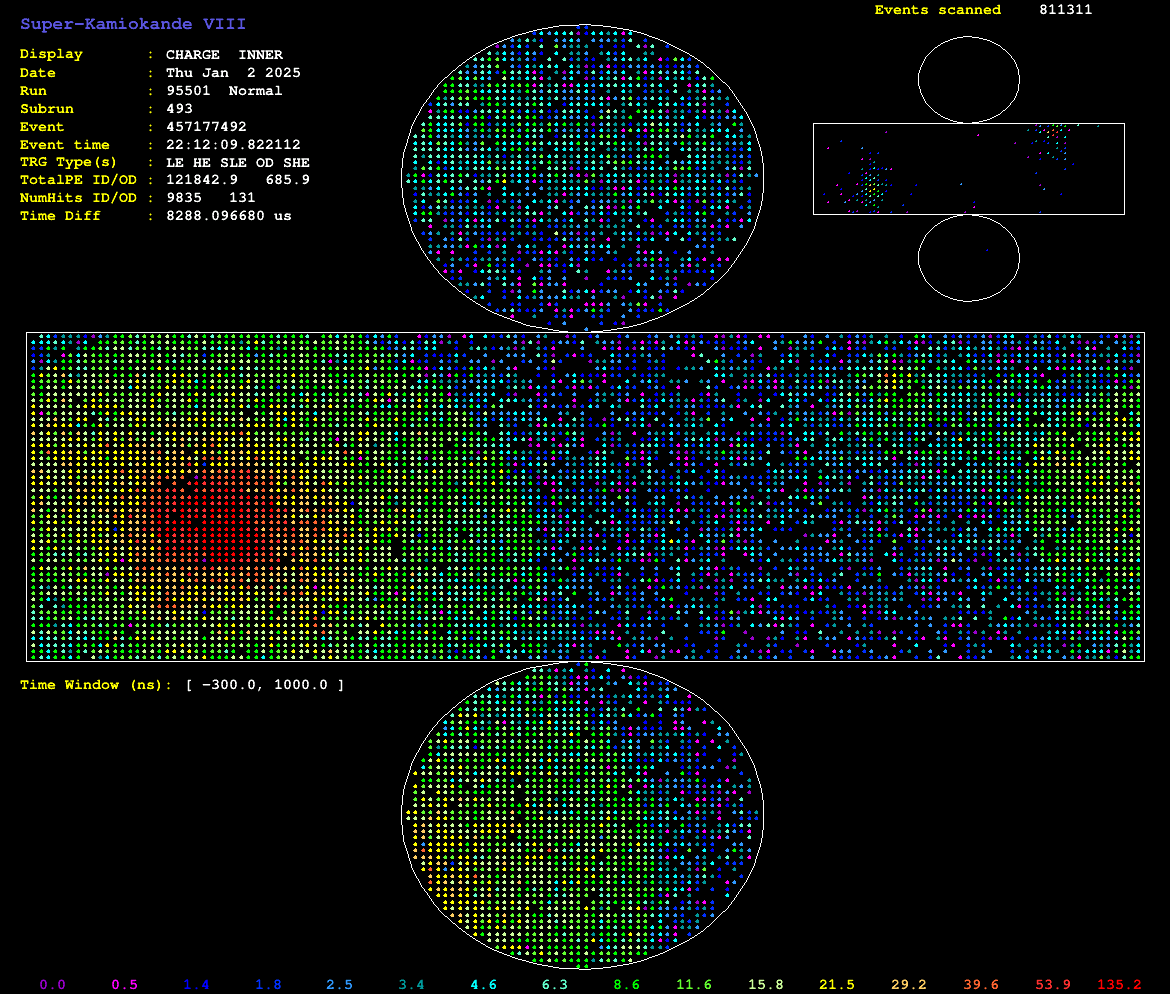 Super-Kamiokande VIII
Events scanned 811311
Display : CHARGE INNER
Date : Thu Jan 2 2025
Run : 95501 Normal
Subrun : 493
Event : 457177492
Event time : 22:12:09.822112
TRG Type(s) : LE HE SLE OD SHE
TotalPE ID/OD : 121842.9 685.9
NumHits ID/OD : 9835 131
Time Diff : 8288.096680 us
Time Window (ns): [ −300.0, 1000.0 ]
0.0 0.5 1.4 1.8 2.5 3.4 4.6 6.3 8.6 11.6 15.8 21.5 29.2 39.6 53.9 135.2